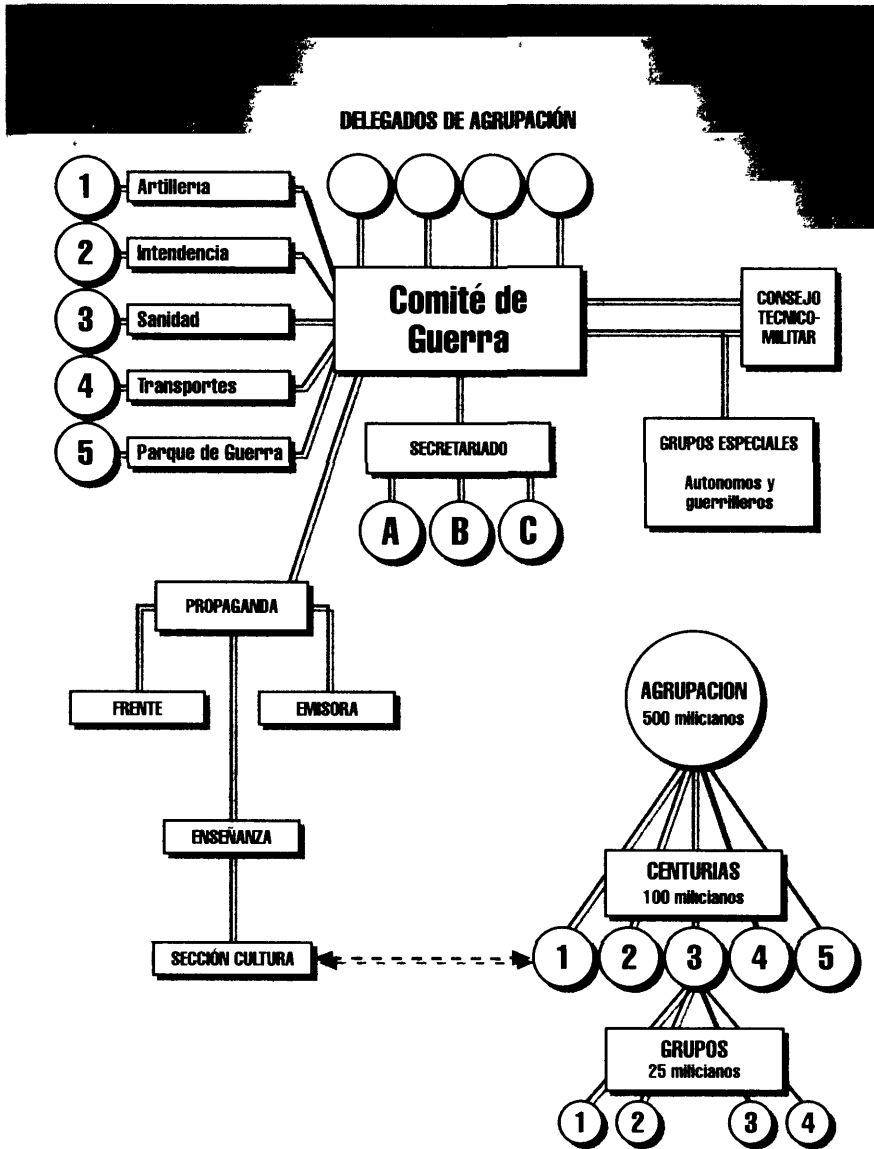 DELEGADOS DE AGRUPACIÓN
1 Artillería
2 Intendencia
3 Sanidad
4 Transportes
5 Parque de Guerra
Comité de
Guerra
CONSEJO
TECNICO-
MILITAR
GRUPOS ESPECIALES
Autonomos y
guerrilleros
SECRETARIADO
A B C
PROPAGANDA
FRENTE
EMISORA
ENSEÑANZA
SECCIÓN CULTURA
AGRUPACION
500 milicianos
CENTURIAS
100 milicianos
1 2 3 4 5
GRUPOS
25 milicianos
1 2 3 4